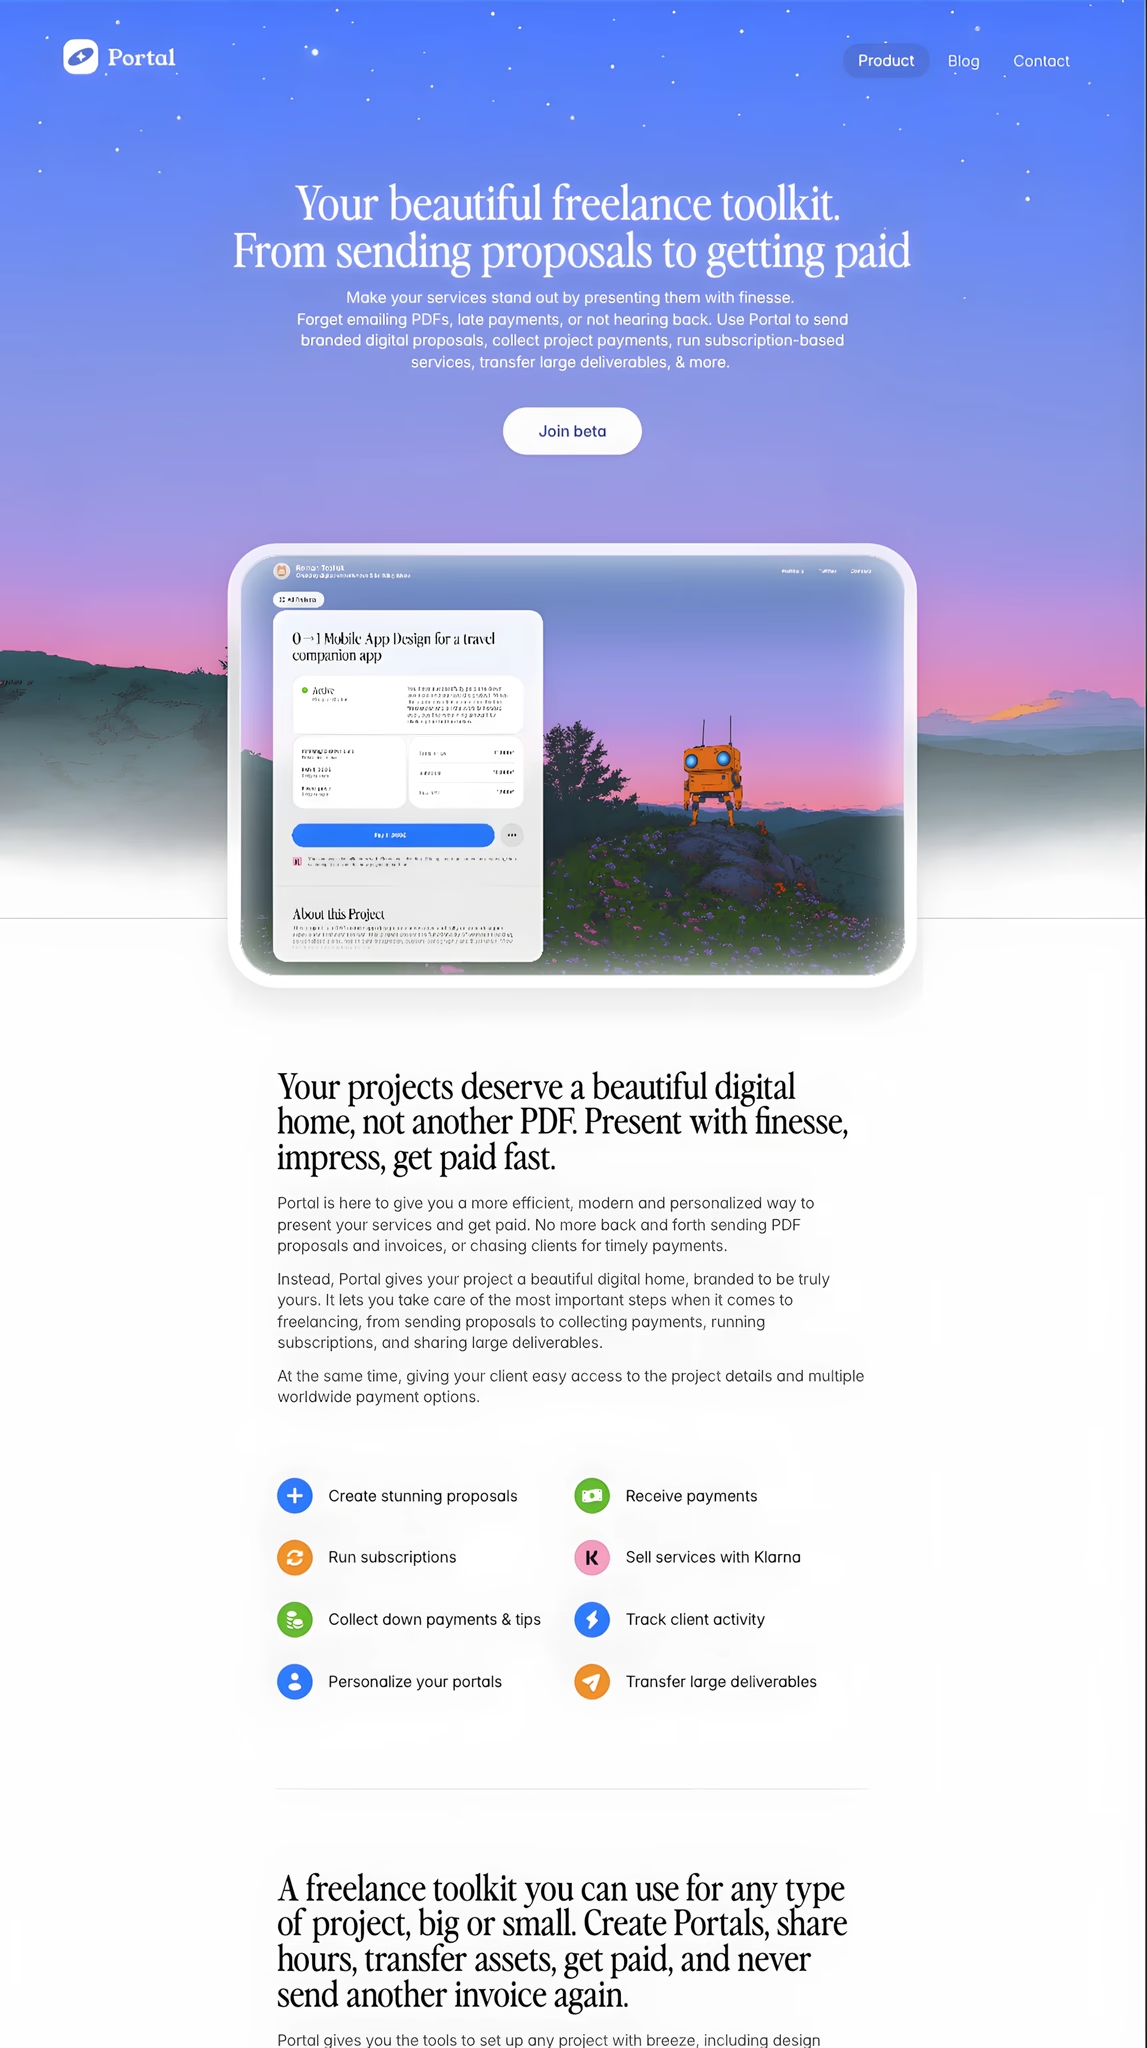 Portal
Product
Blog
Contact
Your beautiful freelance toolkit.
From sending proposals to getting paid
Make your services stand out by presenting them with finesse.
Forget emailing PDFs, late payments, or not hearing back. Use Portal to send
branded digital proposals, collect project payments, run subscription-based
services, transfer large deliverables, & more.
Join beta
0→1 Mobile App Design for a travel
companion app
Active
About this Project
Your projects deserve a beautiful digital
home, not another PDF. Present with finesse,
impress, get paid fast.
Portal is here to give you a more efficient, modern and personalized way to
present your services and get paid. No more back and forth sending PDF
proposals and invoices, or chasing clients for timely payments.
Instead, Portal gives your project a beautiful digital home, branded to be truly
yours. It lets you take care of the most important steps when it comes to
freelancing, from sending proposals to collecting payments, running
subscriptions, and sharing large deliverables.
At the same time, giving your client easy access to the project details and multiple
worldwide payment options.
Create stunning proposals
Receive payments
Run subscriptions
K
Sell services with Klarna
Collect down payments & tips
Track client activity
Personalize your portals
Transfer large deliverables
A freelance toolkit you can use for any type
of project, big or small. Create Portals, share
hours, transfer assets, get paid, and never
send another invoice again.
Portal gives you the tools to set up any project with breeze, including design